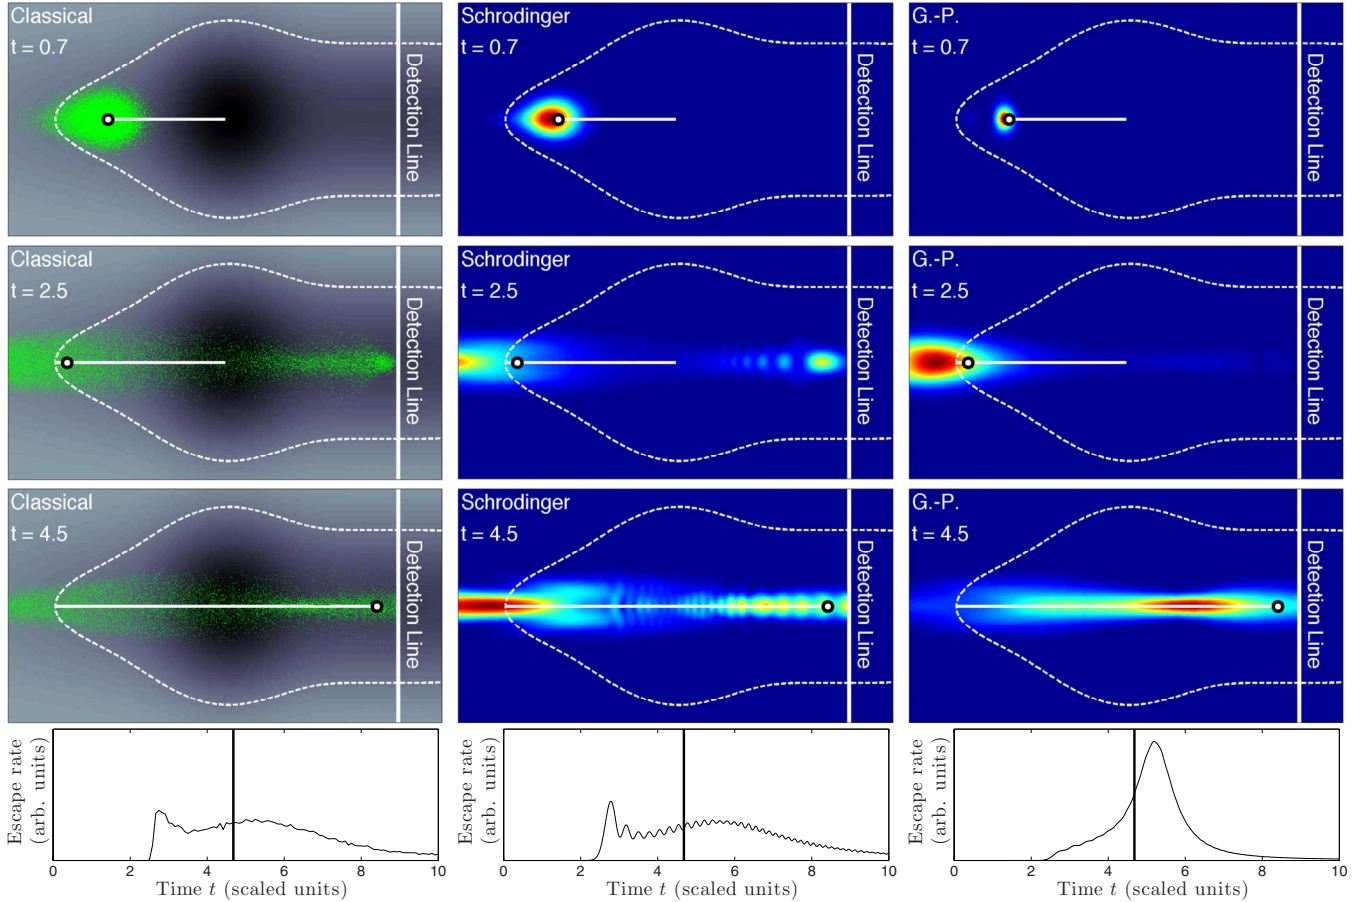 Classical
t = 0.7
Detection Line
Schrodinger
t = 0.7
Detection Line
G.-P.
t = 0.7
Detection Line
Classical
t = 2.5
Detection Line
Schrodinger
t = 2.5
Detection Line
G.-P.
t = 2.5
Detection Line
Classical
t = 4.5
Detection Line
Schrodinger
t = 4.5
Detection Line
G.-P.
t = 4.5
Detection Line
Escape rate
(arb. units)
0 2 4 6 8 10
Time t (scaled units)
Escape rate
(arb. units)
0 2 4 6 8 10
Time t (scaled units)
Escape rate
(arb. units)
0 2 4 6 8 10
Time t (scaled units)